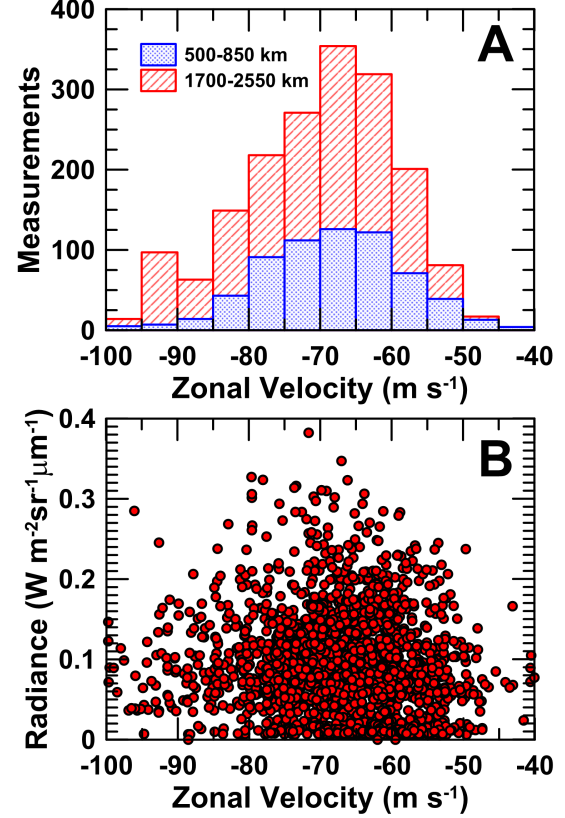 400
300
200
100
0
Measurements
A
500-850 km
1700-2550 km
-100 -90 -80 -70 -60 -50 -40
Zonal Velocity (m s⁻¹)
0.4
0.3
0.2
0.1
0
Radiance (W m⁻²sr⁻¹μm⁻¹)
B
-100 -90 -80 -70 -60 -50 -40
Zonal Velocity (m s⁻¹)